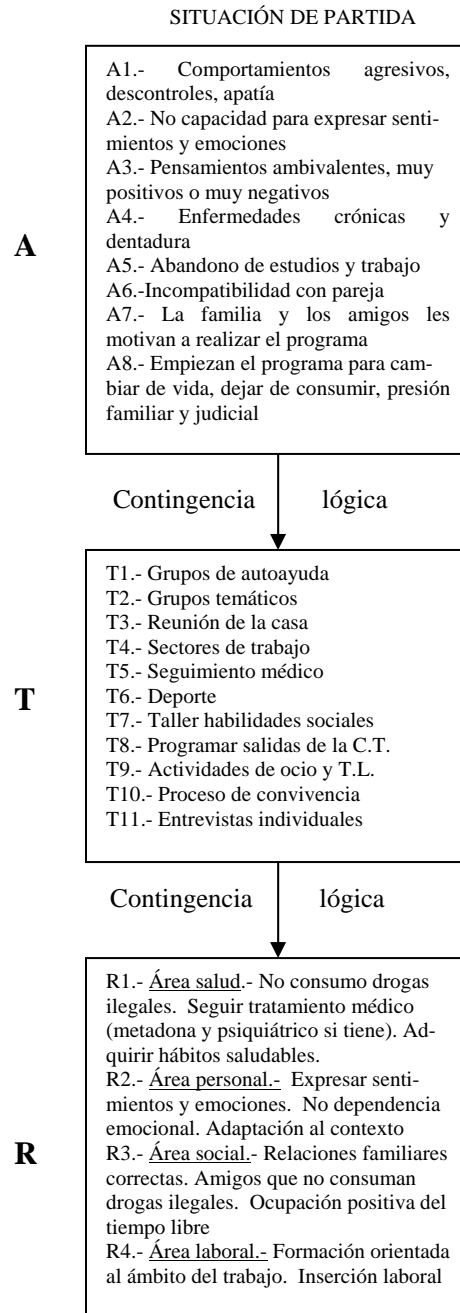 SITUACIÓN DE PARTIDA
A1.- Comportamientos agresivos,
descontroles, apatía
A2.- No capacidad para expresar senti-
mientos y emociones
A3.- Pensamientos ambivalentes, muy
positivos o muy negativos
A4.- Enfermedades crónicas y
dentadura
A5.- Abandono de estudios y trabajo
A6.-Incompatibilidad con pareja
A7.- La familia y los amigos les
motivan a realizar el programa
A8.- Empiezan el programa para cam-
biar de vida, dejar de consumir, presión
familiar y judicial
A
Contingencia lógica
T1.- Grupos de autoayuda
T2.- Grupos temáticos
T3.- Reunión de la casa
T4.- Sectores de trabajo
T5.- Seguimiento médico
T6.- Deporte
T7.- Taller habilidades sociales
T8.- Programar salidas de la C.T.
T9.- Actividades de ocio y T.L.
T10.- Proceso de convivencia
T11.- Entrevistas individuales
T
Contingencia lógica
R1.- Área salud.- No consumo drogas
ilegales. Seguir tratamiento médico
(metadona y psiquiátrico si tiene). Ad-
quirir hábitos saludables.
R2.- Área personal.- Expresar senti-
mientos y emociones. No dependencia
emocional. Adaptación al contexto
R3.- Área social.- Relaciones familiares
correctas. Amigos que no consuman
drogas ilegales. Ocupación positiva del
tiempo libre
R4.- Área laboral.- Formación orientada
al ámbito del trabajo. Inserción laboral
R